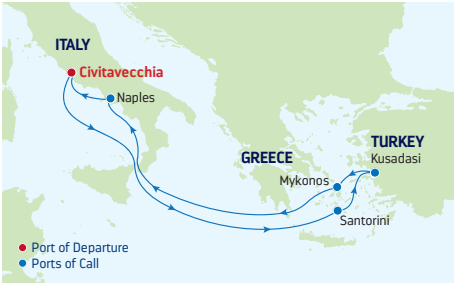 ITALY
Civitavecchia
Naples
GREECE
TURKEY
Kusadasi
Mykonos
Santorini
Port of Departure
Ports of Call